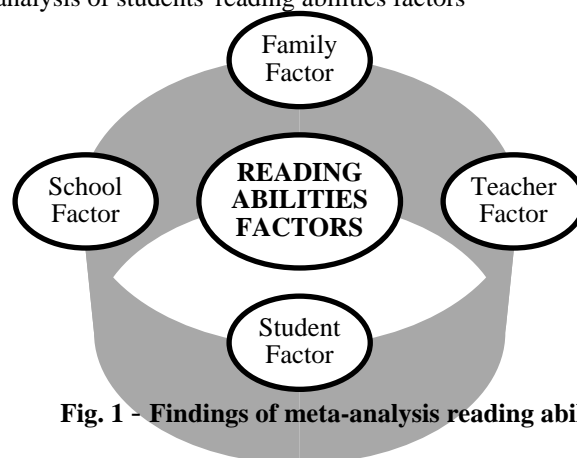 analysis of students' reading abilities factors
Family
Factor
School
Factor
READING
ABILITIES
FACTORS
Teacher
Factor
Student
Factor
Fig. 1 - Findings of meta-analysis reading abil